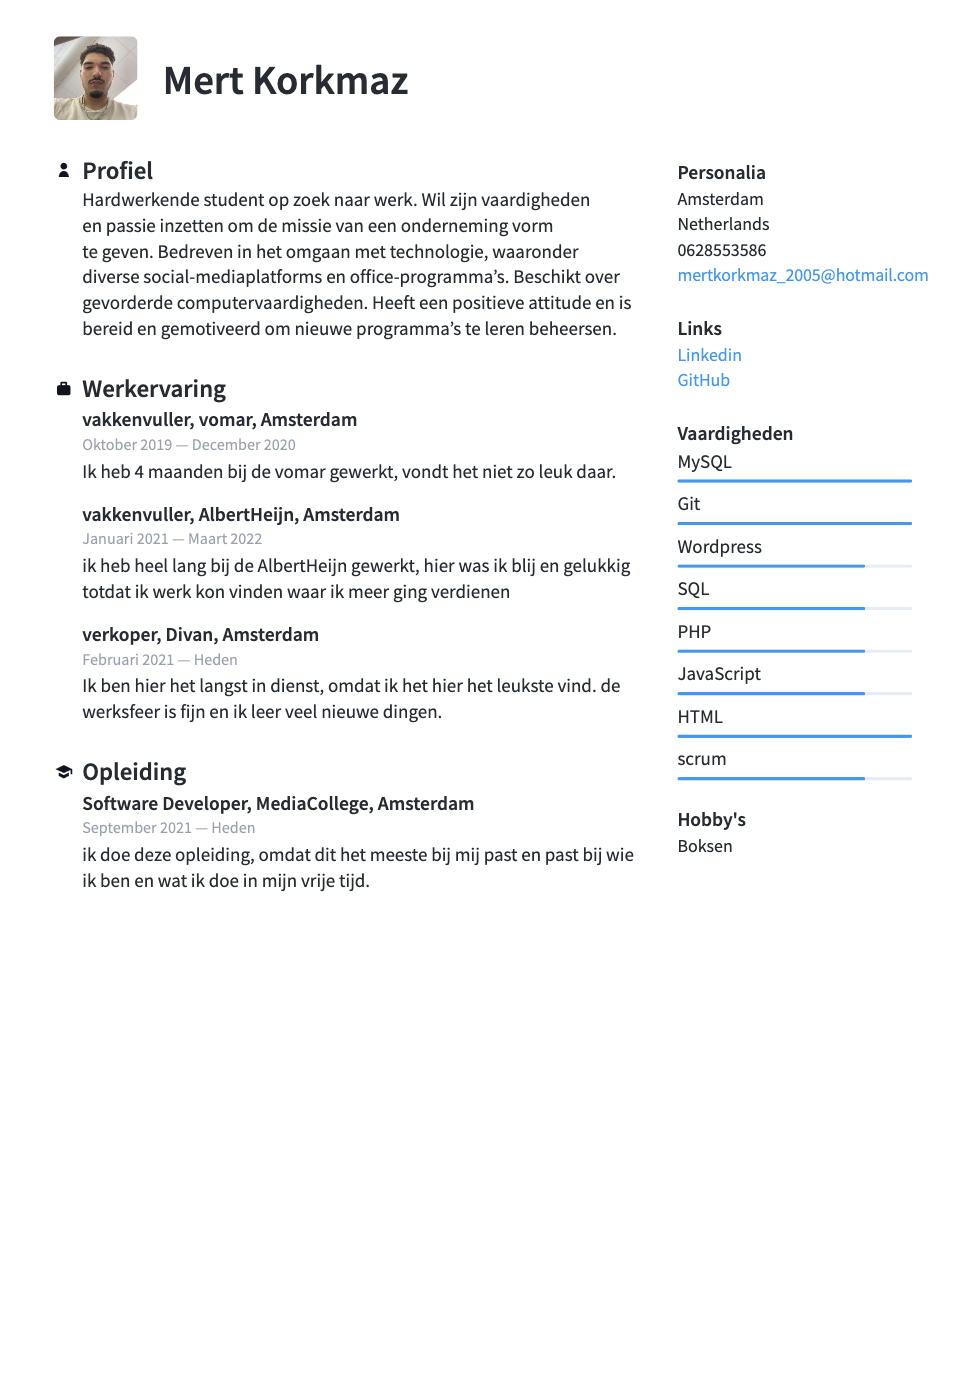 Mert Korkmaz
Profiel
Hardwerkende student op zoek naar werk. Wil zijn vaardigheden
en passie inzetten om de missie van een onderneming vorm
te geven. Bedreven in het omgaan met technologie, waaronder
diverse social-mediaplatforms en office-programma’s. Beschikt over
gevorderde computervaardigheden. Heeft een positieve attitude en is
bereid en gemotiveerd om nieuwe programma’s te leren beheersen.
Werkervaring
vakkenvuller, vomar, Amsterdam
Oktober 2019 — December 2020
Ik heb 4 maanden bij de vomar gewerkt, vondt het niet zo leuk daar.
vakkenvuller, AlbertHeijn, Amsterdam
Januari 2021 — Maart 2022
ik heb heel lang bij de AlbertHeijn gewerkt, hier was ik blij en gelukkig
totdat ik werk kon vinden waar ik meer ging verdienen
verkoper, Divan, Amsterdam
Februari 2021 — Heden
Ik ben hier het langst in dienst, omdat ik het hier het leukste vind. de
werksfeer is fijn en ik leer veel nieuwe dingen.
Opleiding
Software Developer, MediaCollege, Amsterdam
September 2021 — Heden
ik doe deze opleiding, omdat dit het meeste bij mij past en past bij wie
ik ben en wat ik doe in mijn vrije tijd.
Personalia
Amsterdam
Netherlands
0628553586
mertkorkmaz_2005@hotmail.com
Links
Linkedin
GitHub
Vaardigheden
MySQL
Git
Wordpress
SQL
PHP
JavaScript
HTML
scrum
Hobby's
Boksen